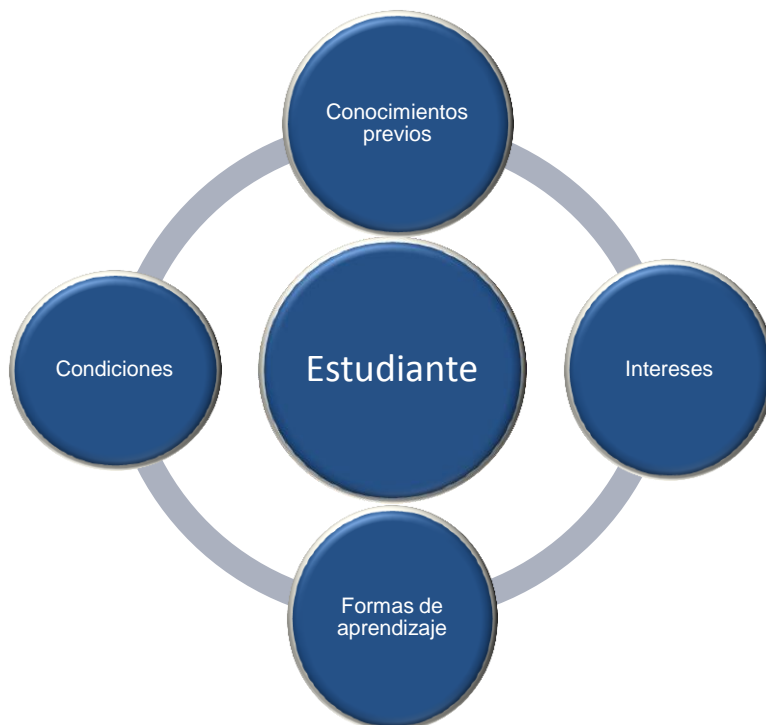 Conocimientos
previos
Condiciones
Estudiante
Intereses
Formas de
aprendizaje